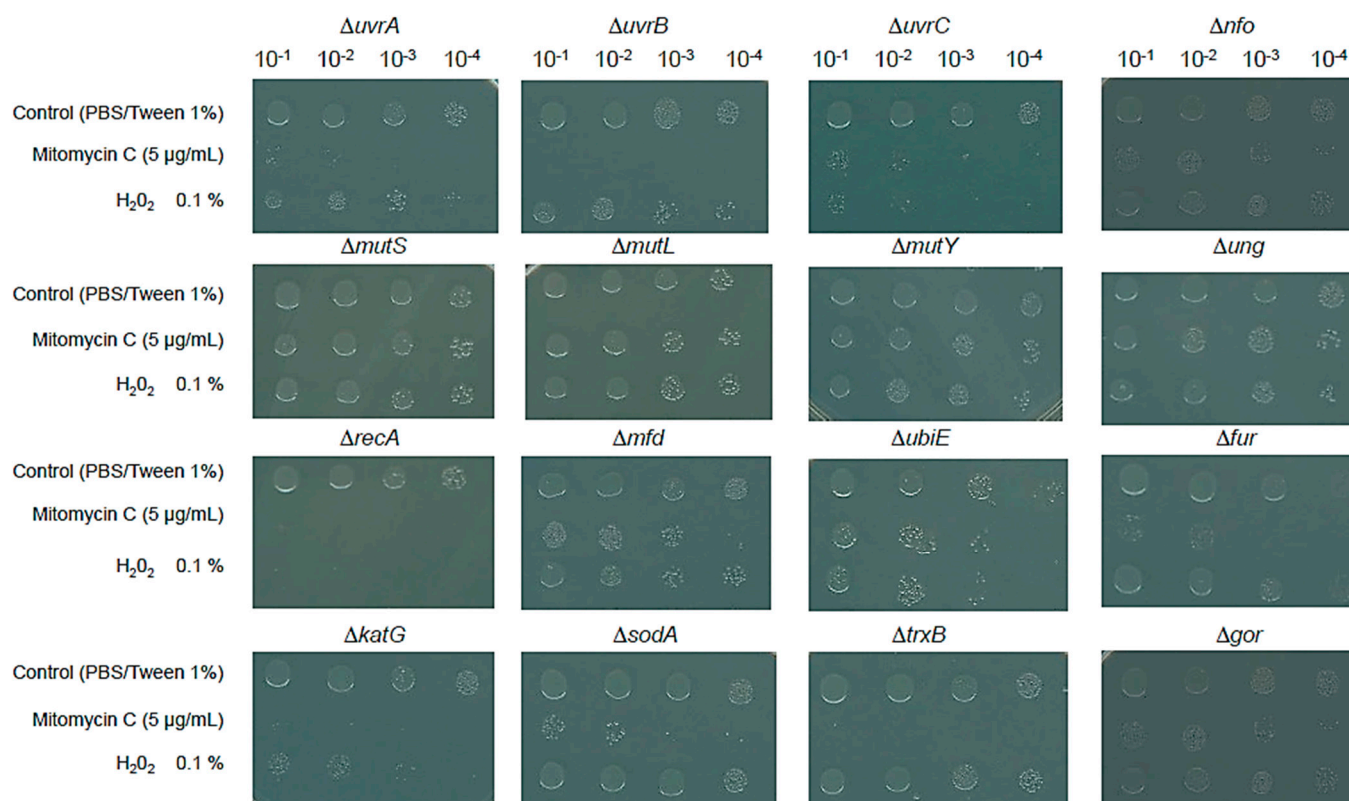 ΔuvrA ΔuvrB ΔuvrC Δnfo
10⁻¹ 10⁻² 10⁻³ 10⁻⁴ 10⁻¹ 10⁻² 10⁻³ 10⁻⁴ 10⁻¹ 10⁻² 10⁻³ 10⁻⁴ 10⁻¹ 10⁻² 10⁻³ 10⁻⁴
Control (PBS/Tween 1%)
Mitomycin C (5 µg/mL)
H₂0₂ 0.1 %
ΔmutS ΔmutL ΔmutY Δung
Control (PBS/Tween 1%)
Mitomycin C (5 µg/mL)
H₂0₂ 0.1 %
ΔrecA Δmfd ΔubiE Δfur
Control (PBS/Tween 1%)
Mitomycin C (5 µg/mL)
H₂0₂ 0.1 %
ΔkatG ΔsodA ΔtrxB Δgor
Control (PBS/Tween 1%)
Mitomycin C (5 µg/mL)
H₂0₂ 0.1 %